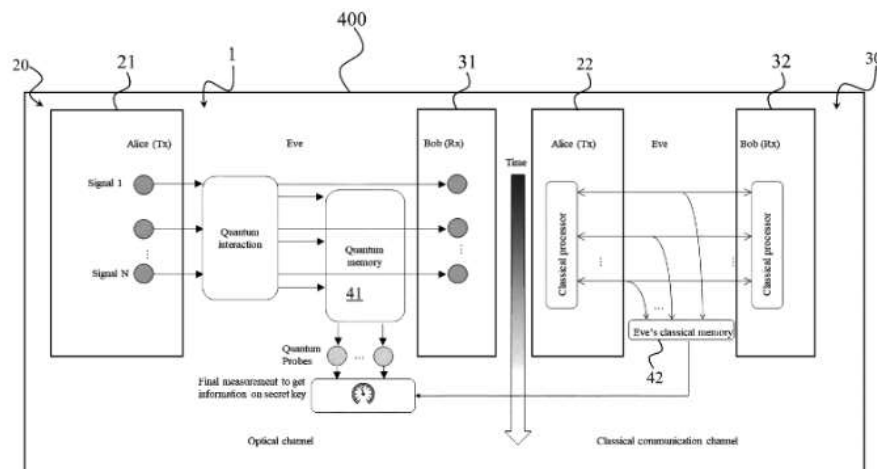 400
20
21
1
31
22
32
30
Alice (Tx)
Eve
Bob (Rx)
Time
Alice (Tx)
Eve
Bob (Rx)
Signal 1
Quantum
interaction
Quantum
memory
41
Signal N
Classical processor
Classical processor
Eve's classical memory
42
Quantum
Probes
Final measurement to get
information on secret key
Optical channel
Classical communication channel